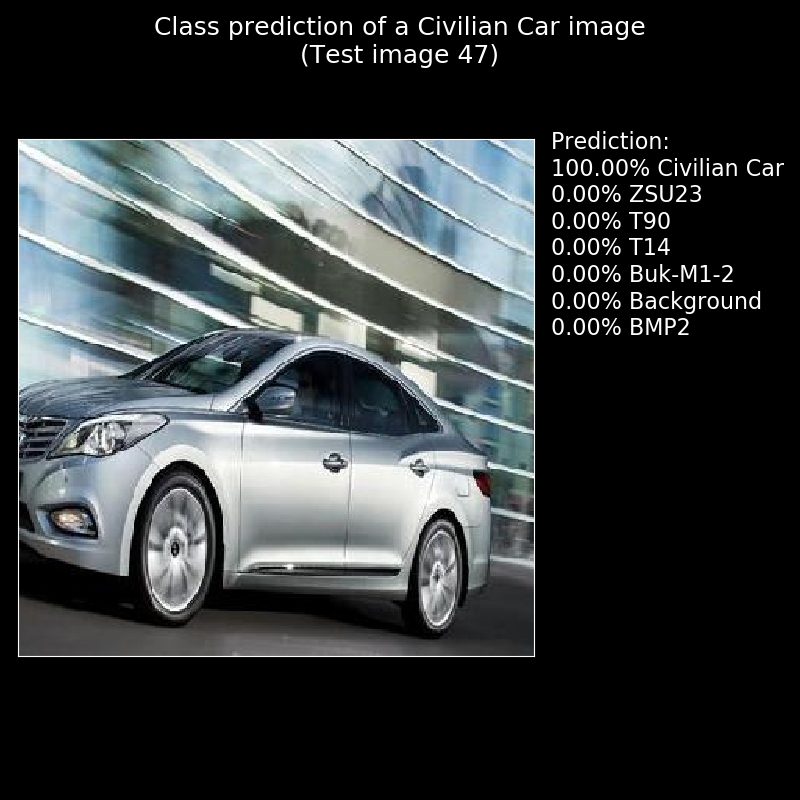 Class prediction of a Civilian Car image
(Test image 47)
Prediction:
100.00% Civilian Car
0.00% ZSU23
0.00% T90
0.00% T14
0.00% Buk-M1-2
0.00% Background
0.00% BMP2